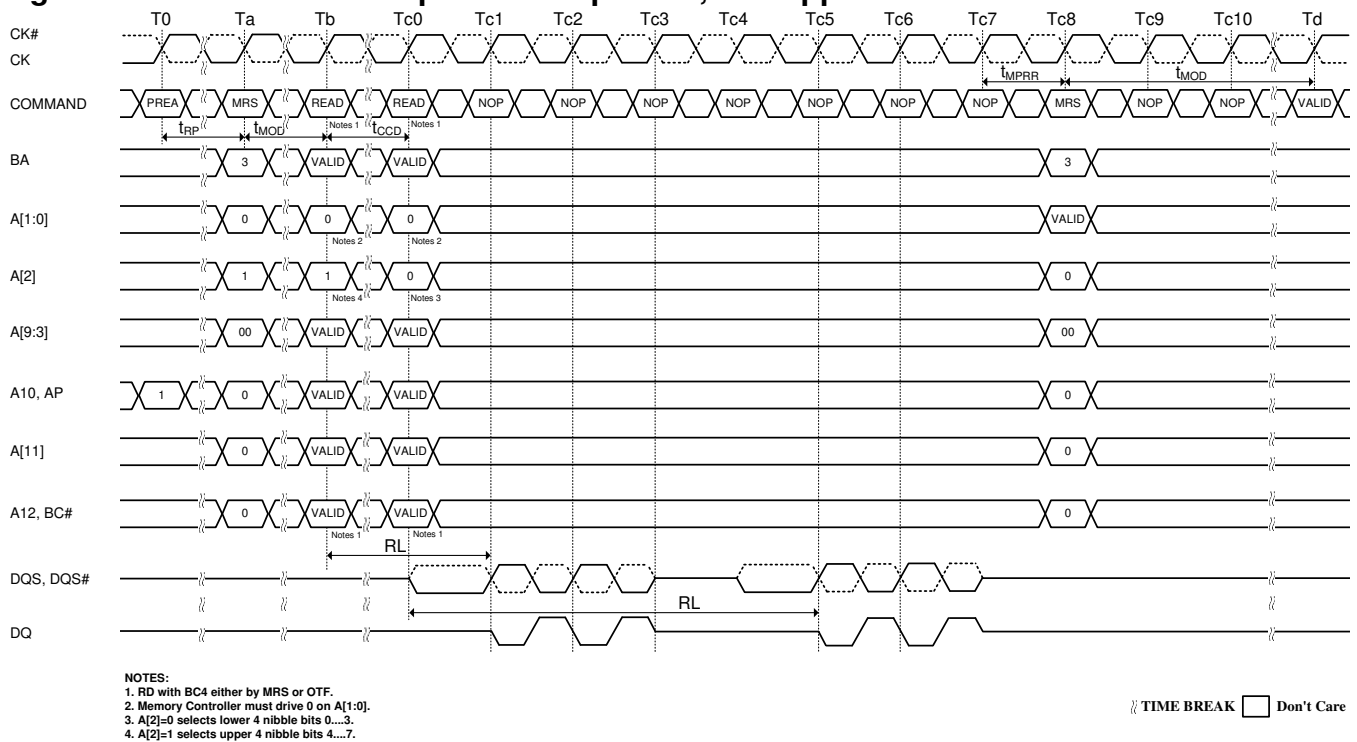 T0 Ta Tb Tc0 Tc1 Tc2 Tc3 Tc4 Tc5 Tc6 Tc7 Tc8 Tc9 Tc10 Td
CK#
CK
tMPRR tMOD
COMMAND PREA MRS READ READ NOP NOP NOP NOP NOP NOP NOP MRS NOP NOP VALID
Notes 1 Notes 1
tRP tMOD tCCD
BA 3 VALID VALID 3
A[1:0] 0 0 0 VALID
Notes 2 Notes 2
A[2] 1 1 0 0
Notes 4 Notes 3
A[9:3] 00 VALID VALID 00
A10, AP 1 0 VALID VALID 0
A[11] 0 VALID VALID 0
A12, BC# 0 VALID VALID 0
Notes 1 Notes 1
RL
DQS, DQS#
RL
DQ
NOTES:
1. RD with BC4 either by MRS or OTF.
2. Memory Controller must drive 0 on A[1:0].
3. A[2]=0 selects lower 4 nibble bits 0....3.
4. A[2]=1 selects upper 4 nibble bits 4....7.
TIME BREAK Don't Care